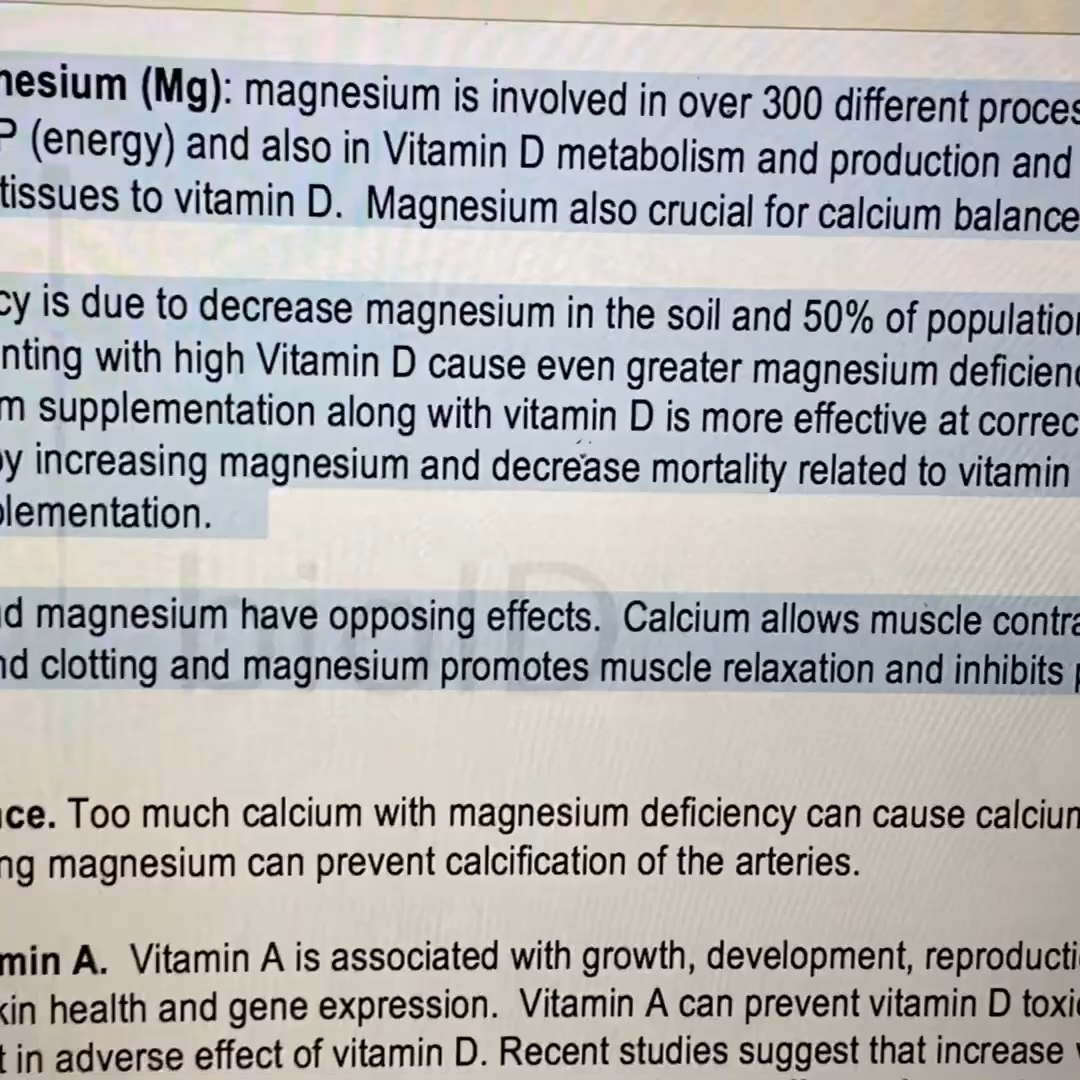 nesium (Mg): magnesium is involved in over 300 different proces
P (energy) and also in Vitamin D metabolism and production and
tissues to vitamin D. Magnesium also crucial for calcium balance
cy is due to decrease magnesium in the soil and 50% of population
nting with high Vitamin D cause even greater magnesium deficienc
m supplementation along with vitamin D is more effective at correc
by increasing magnesium and decrease mortality related to vitamin
plementation.
nd magnesium have opposing effects. Calcium allows muscle contra
nd clotting and magnesium promotes muscle relaxation and inhibits p
nce. Too much calcium with magnesium deficiency can cause calcium
ng magnesium can prevent calcification of the arteries.
min A. Vitamin A is associated with growth, development, reproducti
kin health and gene expression. Vitamin A can prevent vitamin D toxic
t in adverse effect of vitamin D. Recent studies suggest that increase